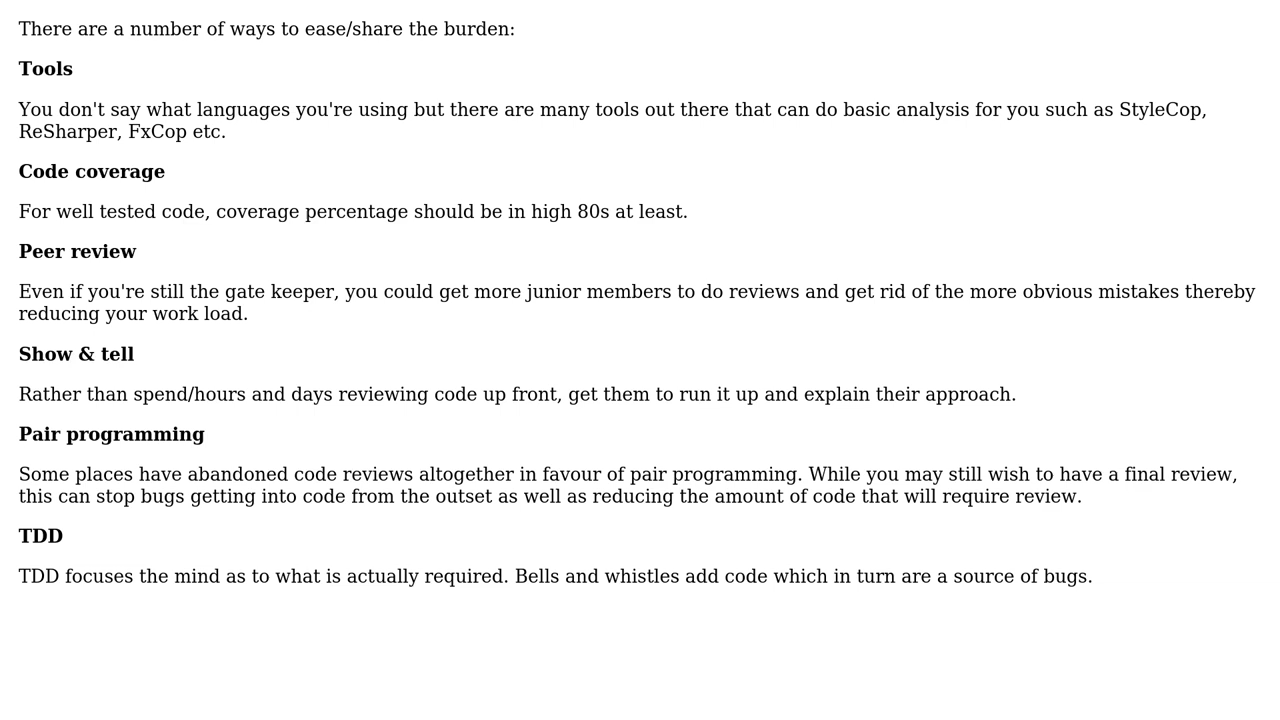 There are a number of ways to ease/share the burden:
Tools
You don't say what languages you're using but there are many tools out there that can do basic analysis for you such as StyleCop,
ReSharper, FxCop etc.
Code coverage
For well tested code, coverage percentage should be in high 80s at least.
Peer review
Even if you're still the gate keeper, you could get more junior members to do reviews and get rid of the more obvious mistakes thereby
reducing your work load.
Show & tell
Rather than spend/hours and days reviewing code up front, get them to run it up and explain their approach.
Pair programming
Some places have abandoned code reviews altogether in favour of pair programming. While you may still wish to have a final review,
this can stop bugs getting into code from the outset as well as reducing the amount of code that will require review.
TDD
TDD focuses the mind as to what is actually required. Bells and whistles add code which in turn are a source of bugs.